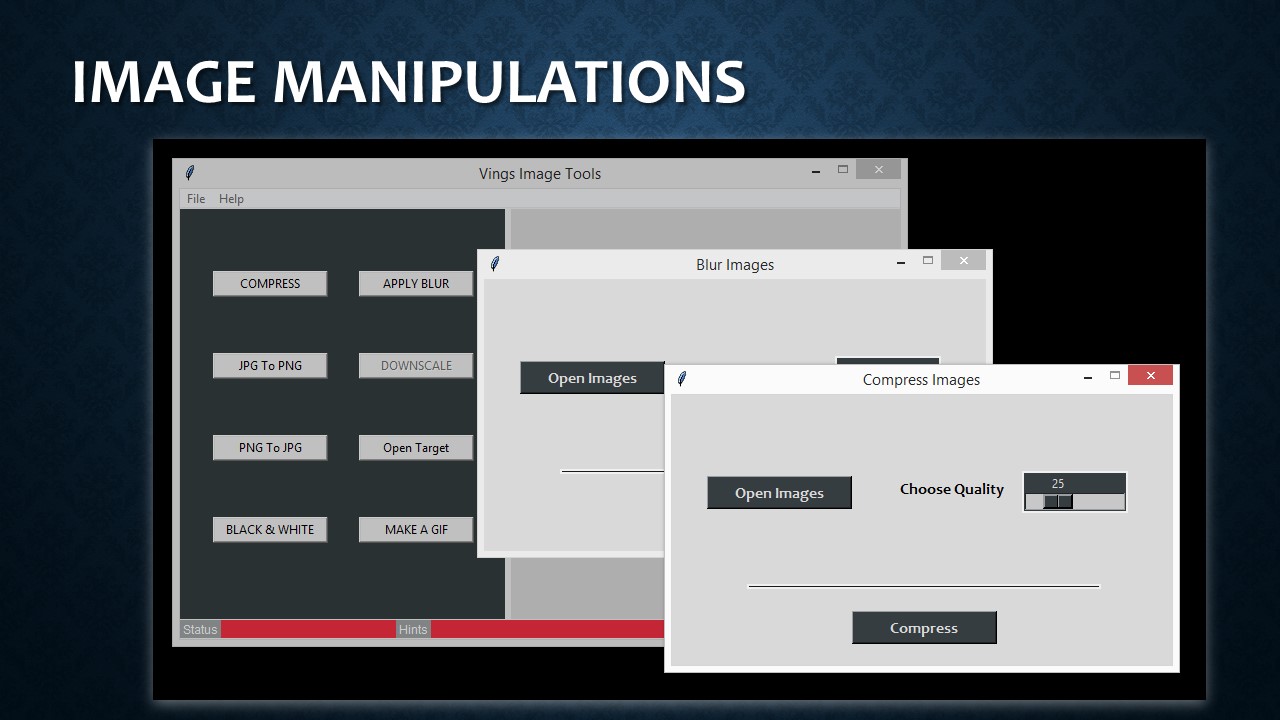 IMAGE MANIPULATIONS
Vings Image Tools
File Help
COMPRESS APPLY BLUR
JPG To PNG DOWNSCALE
PNG To JPG Open Target
BLACK & WHITE MAKE A GIF
Status Hints
Blur Images
Open Images
Compress Images
Open Images Choose Quality 25
Compress